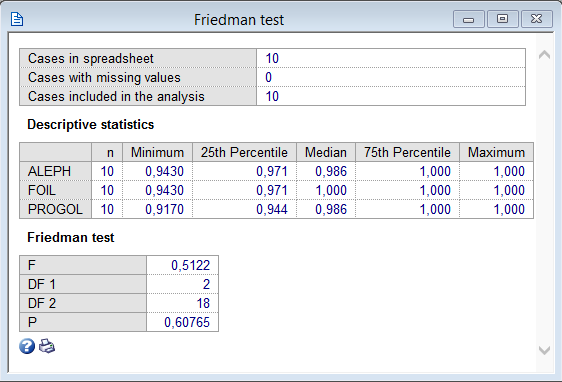 Friedman test
Cases in spreadsheet 10
Cases with missing values 0
Cases included in the analysis 10
Descriptive statistics
n Minimum 25th Percentile Median 75th Percentile Maximum
ALEPH 10 0,9430 0,971 0,986 1,000 1,000
FOIL 10 0,9430 0,971 1,000 1,000 1,000
PROGOL 10 0,9170 0,944 0,986 1,000 1,000
Friedman test
F 0,5122
DF 1 2
DF 2 18
P 0,60765